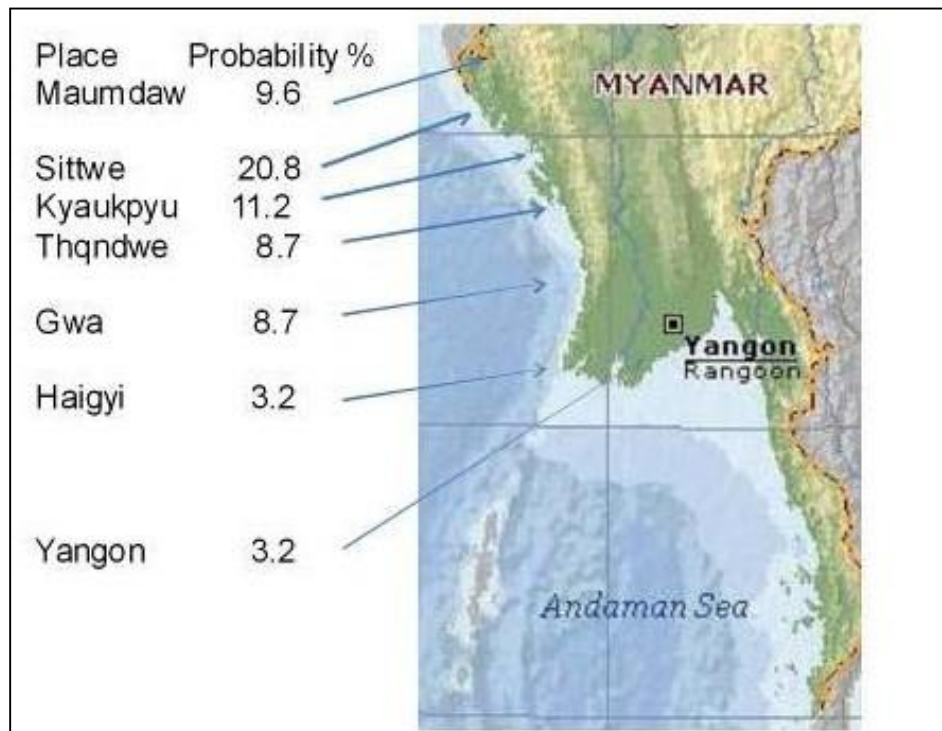 Place Probability %
Maumdaw 9.6
Sittwe 20.8
Kyaukpyu 11.2
Thqndwe 8.7
Gwa 8.7
Haigyi 3.2
Yangon 3.2
MYANMAR
Yangon
Rangoon
Andaman Sea